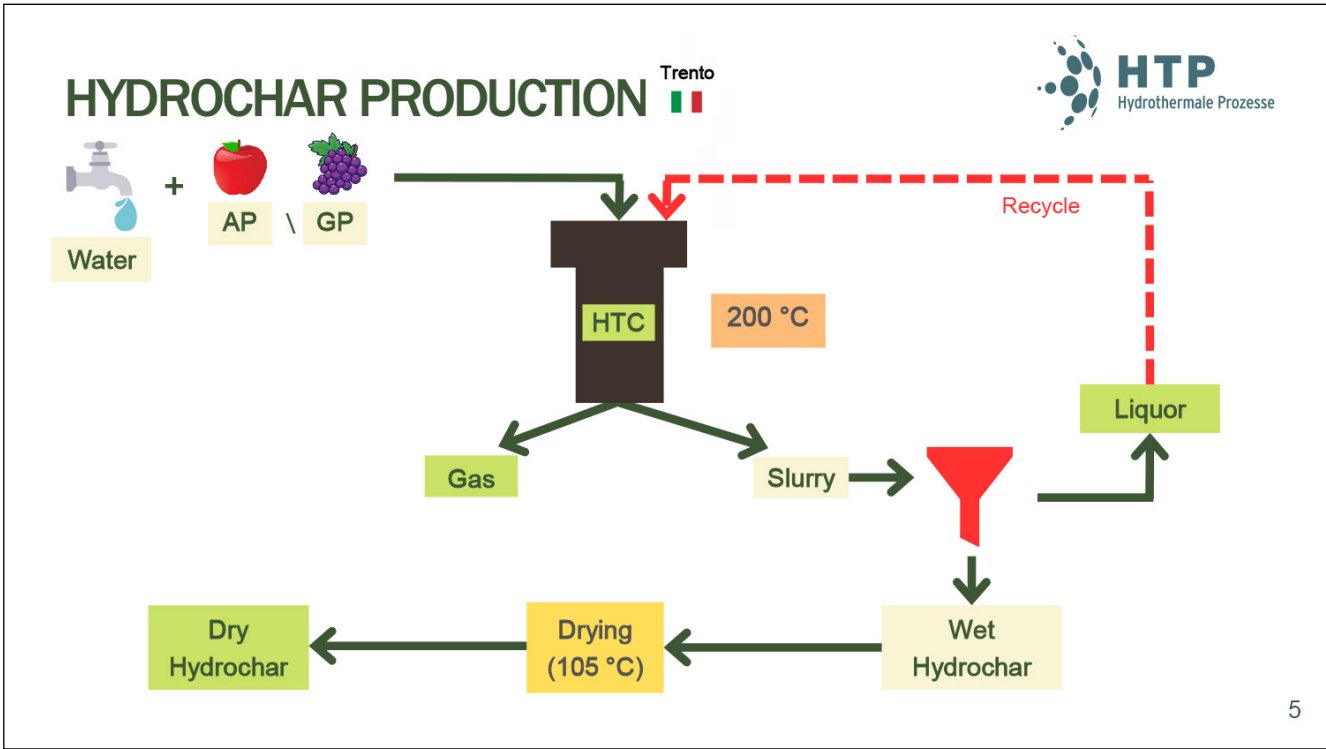 HYDROCHAR PRODUCTION
Trento
HTP
Hydrothermale Prozesse
+
AP \ GP
Water
Recycle
HTC
200 °C
Liquor
Gas
Slurry
Dry
Hydrochar
Drying
(105 °C)
Wet
Hydrochar
5